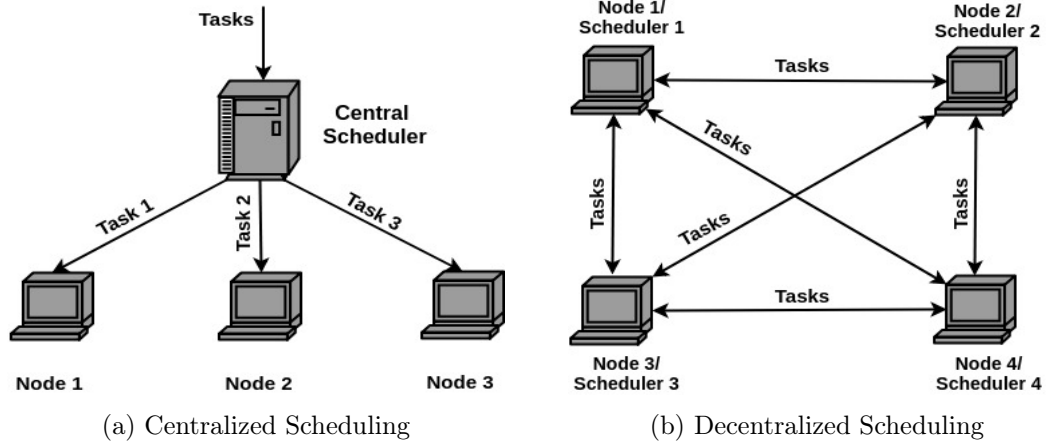 Tasks
Central
Scheduler
Task 1
Task 2
Task 3
Node 1
Node 2
Node 3
(a) Centralized Scheduling
Node 1/
Scheduler 1
Node 2/
Scheduler 2
Tasks
Tasks
Tasks
Tasks
Tasks
Tasks
Node 3/
Scheduler 3
Node 4/
Scheduler 4
(b) Decentralized Scheduling